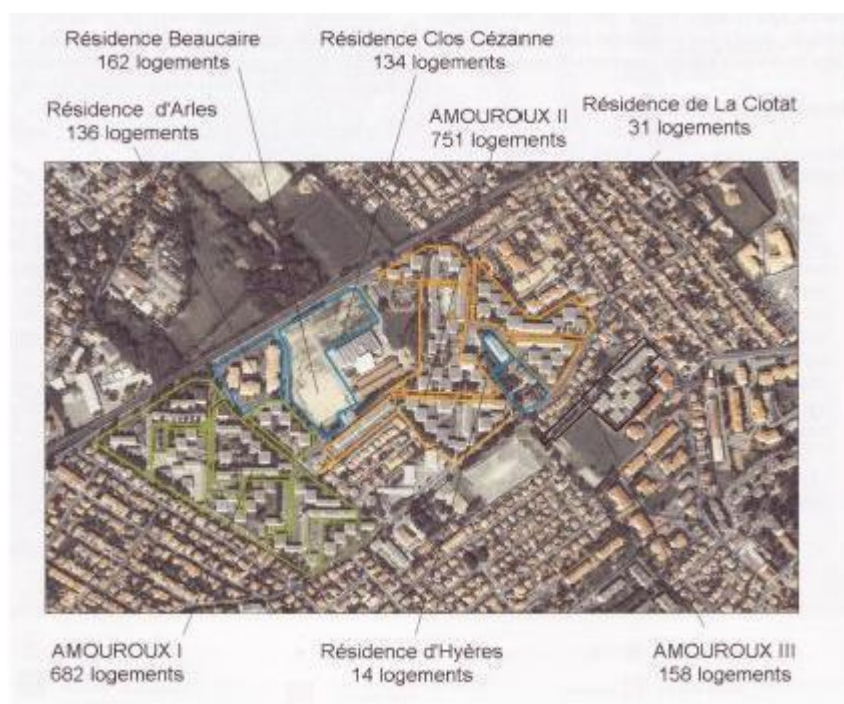 Résidence Beaucaire
162 logements
Résidence Clos Cézanne
134 logements
Résidence d'Arles
136 logements
AMOUROUX II
751 logements
Résidence de La Ciotat
31 logements
AMOUROUX I
682 logements
Résidence d'Hyères
14 logements
AMOUROUX III
158 logements